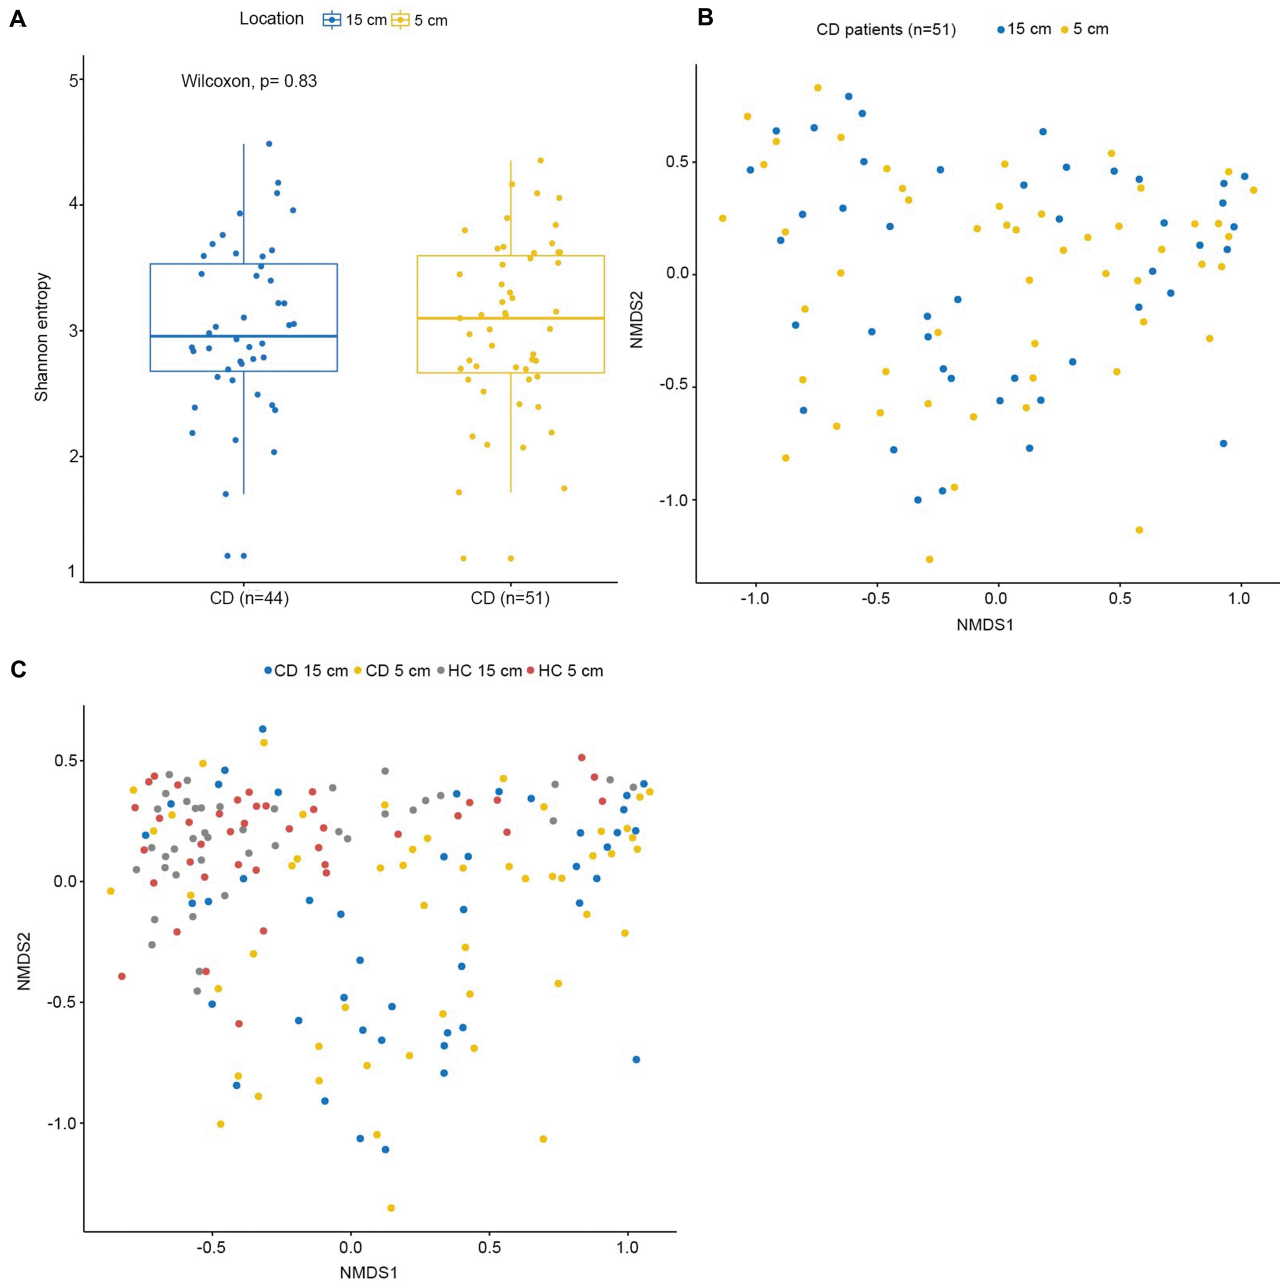 A
Location 15 cm 5 cm
Wilcoxon, p= 0.83
5
4
3
2
1
Shannon entropy
CD (n=44) CD (n=51)
B
CD patients (n=51) 15 cm 5 cm
0.5
0.0
-0.5
-1.0
NMDS2
-1.0 -0.5 0.0 0.5 1.0
NMDS1
C
CD 15 cm CD 5 cm HC 15 cm HC 5 cm
0.5
0.0
-0.5
-1.0
NMDS2
-0.5 0.0 0.5 1.0
NMDS1